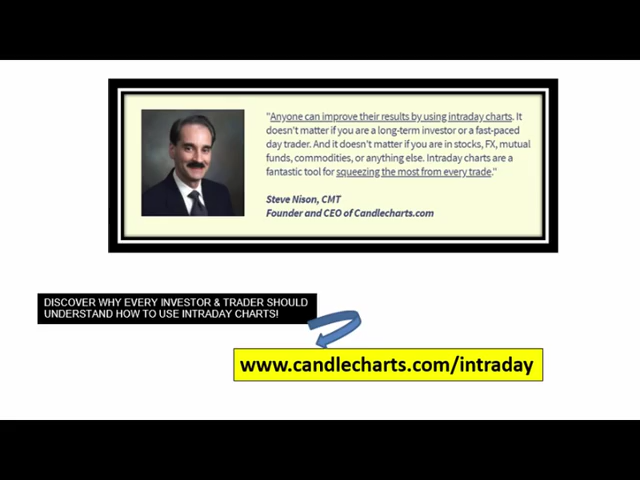 "Anyone can improve their results by using intraday charts. It
doesn't matter if you are a long-term investor or a fast-paced
day trader. And it doesn't matter if you are in stocks, FX, mutual
funds, commodities, or anything else. Intraday charts are a
fantastic tool for squeezing the most from every trade."
Steve Nison, CMT
Founder and CEO of Candlecharts.com
DISCOVER WHY EVERY INVESTOR & TRADER SHOULD
UNDERSTAND HOW TO USE INTRADAY CHARTS!
www.candlecharts.com/intraday